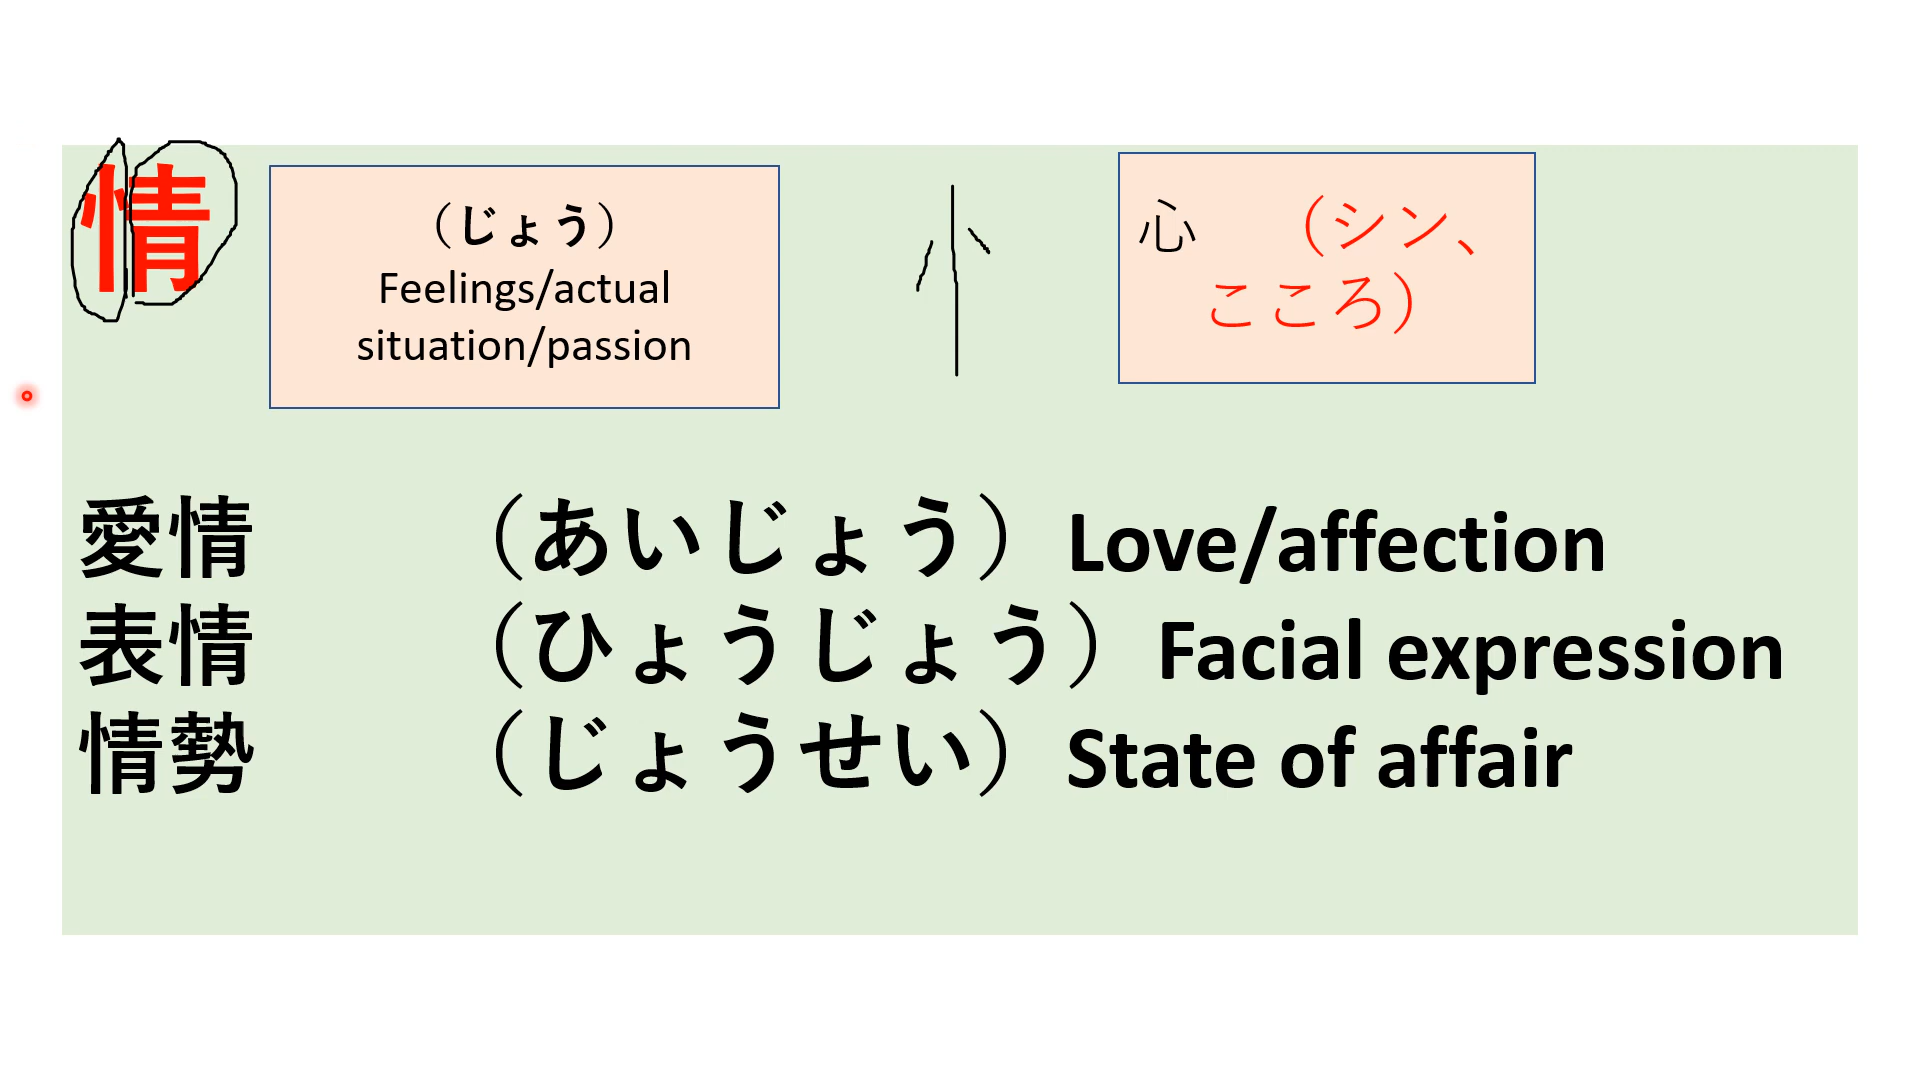 情
（じょう）
Feelings/actual
situation/passion
忄
心　（シン、
こころ）
愛情　（あいじょう）Love/affection
表情　（ひょうじょう）Facial expression
情勢　（じょうせい）State of affair